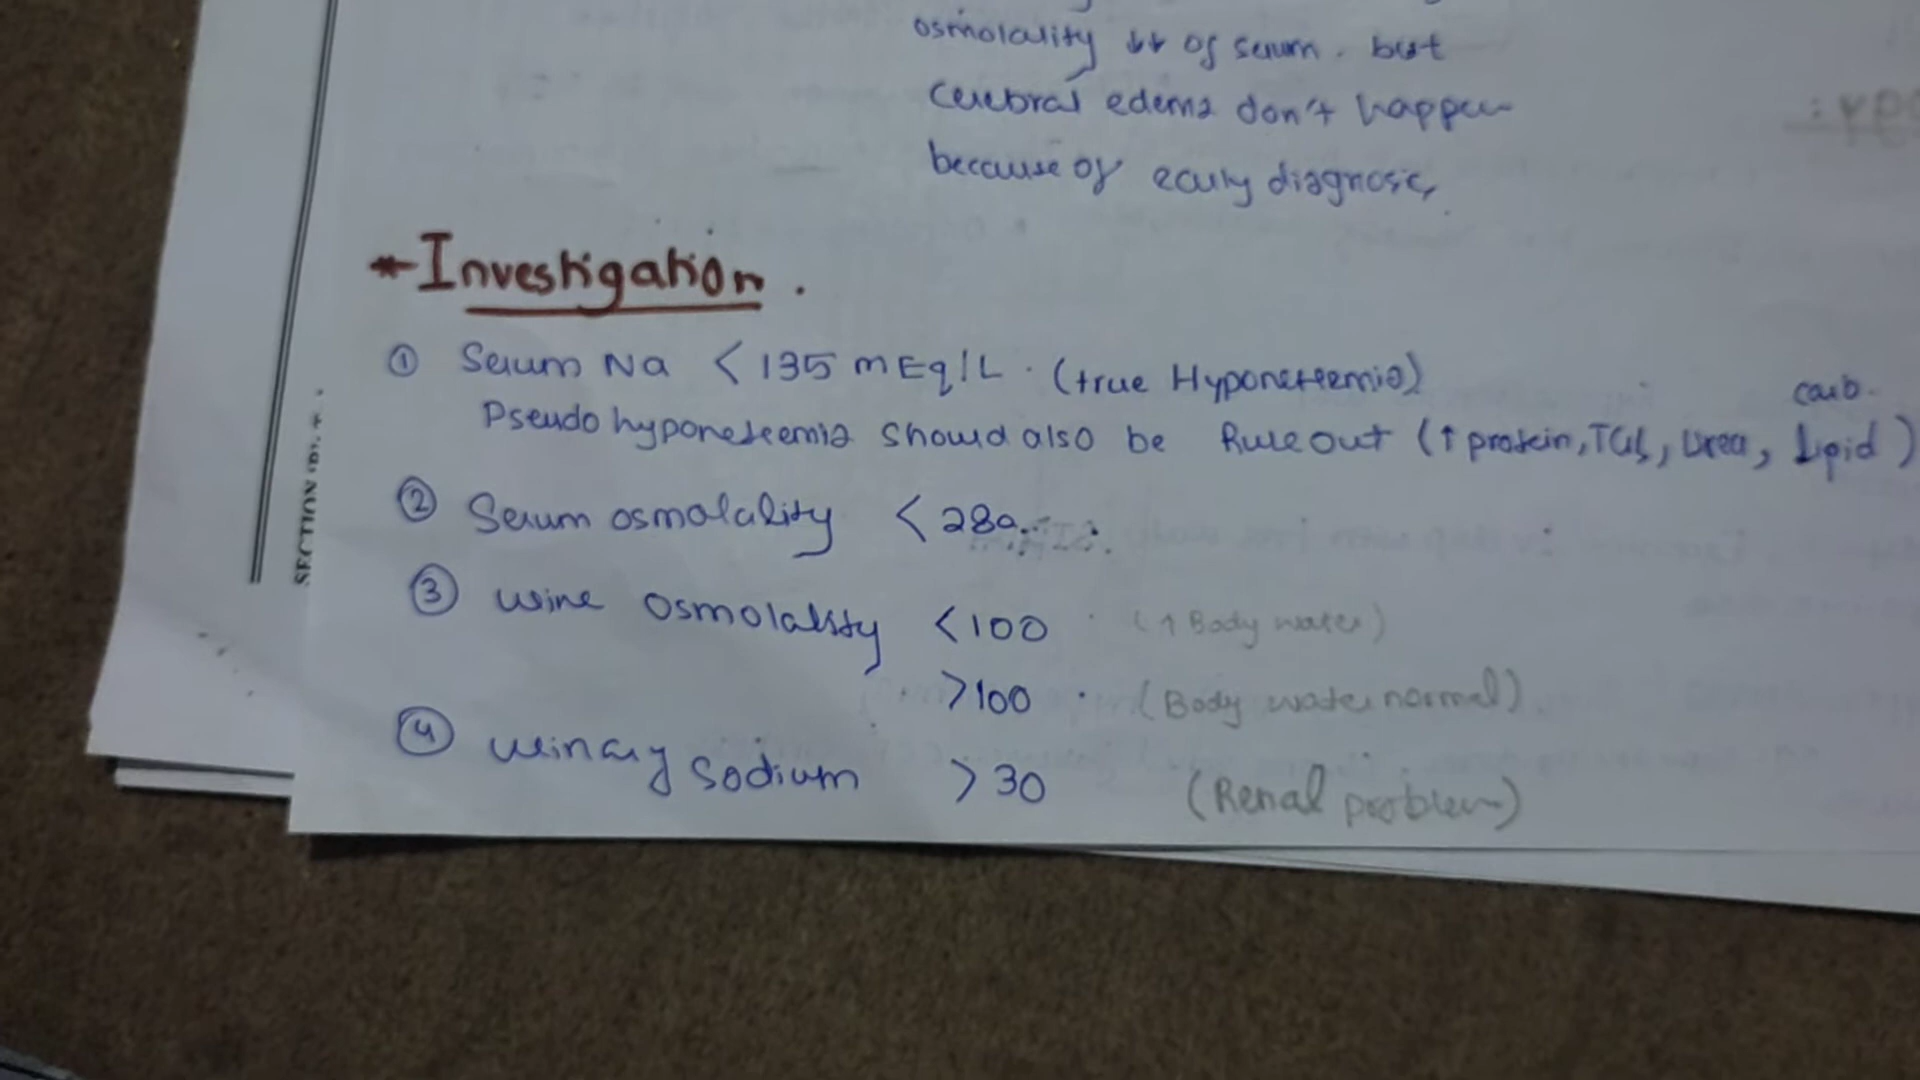 osmolality ↓↓ of serum. but
cerebral edema don't happen
because of early diagnosis,
* Investigation.
① Serum Na < 135 mEq/L. (true Hyponatremia)
Pseudo hyponatremia should also be Rule out (↑ protein, TGs, Urea, Lipid)
carb.
② Serum osmolality < 280
③ urine osmolality < 100 (↑ Body water)
> 100 (Body water normal)
④ urinary sodium > 30 (Renal problem)
SECTION